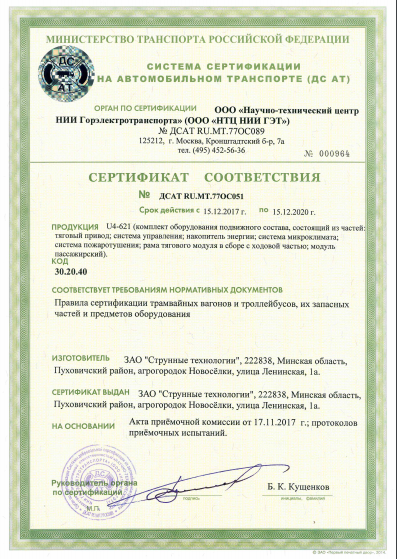 МИНИСТЕРСТВО ТРАНСПОРТА РОССИЙСКОЙ ФЕДЕРАЦИИ
ДС
АТ
СИСТЕМА СЕРТИФИКАЦИИ
НА АВТОМОБИЛЬНОМ ТРАНСПОРТЕ (ДС АТ)
ОРГАН ПО СЕРТИФИКАЦИИ ООО «Научно-технический центр
НИИ Горэлектротранспорта» (ООО «НТЦ НИИ ГЭТ»)
№ ДСАТ RU.МТ.77ОС089
125212, г. Москва, Кронштадтский б-р, 7а
тел. (495) 452-56-36
№ 000964
СЕРТИФИКАТ СООТВЕТСТВИЯ
№ ДСАТ RU.МТ.77ОС051
Срок действия с 15.12.2017 г. по 15.12.2020 г.
ПРОДУКЦИЯ U4-621 (комплект оборудования подвижного состава, состоящий из частей:
тяговый привод; система управления; накопитель энергии; система микроклимата;
система пожаротушения; рама тягового модуля в сборе с ходовой частью; модуль
пассажирский).
КОД
30.20.40
СООТВЕТСТВУЕТ ТРЕБОВАНИЯМ НОРМАТИВНЫХ ДОКУМЕНТОВ
Правила сертификации трамвайных вагонов и троллейбусов, их запасных
частей и предметов оборудования
ИЗГОТОВИТЕЛЬ ЗАО "Струнные технологии", 222838, Минская область,
Пуховичский район, агрогородок Новосёлки, улица Ленинская, 1а.
СЕРТИФИКАТ ВЫДАН ЗАО "Струнные технологии", 222838, Минская область,
Пуховичский район, агрогородок Новосёлки, улица Ленинская, 1а.
НА ОСНОВАНИИ Акта приёмочной комиссии от 17.11.2017 г.; протоколов
приёмочных испытаний.
Руководитель органа
по сертификации
Б. К. Кущенков
подпись
инициалы, фамилия
М.П.